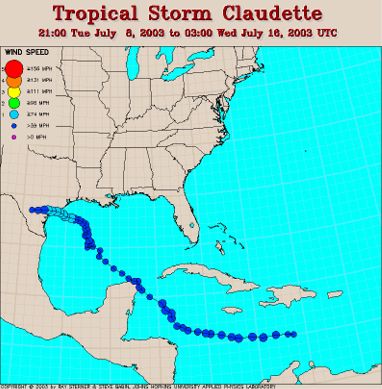 Tropical Storm Claudette
21:00 Tue July 8, 2003 to 03:00 Wed July 16, 2003 UTC
WIND SPEED
5 ≥156 MPH
4 ≥131 MPH
3 ≥111 MPH
2 ≥96 MPH
1 ≥74 MPH
>39 MPH
>0 MPH
COPYRIGHT © 2003 by RAY STERNER & STEVE BABIN, JOHNS HOPKINS UNIVERSITY APPLIED PHYSICS LABORATORY